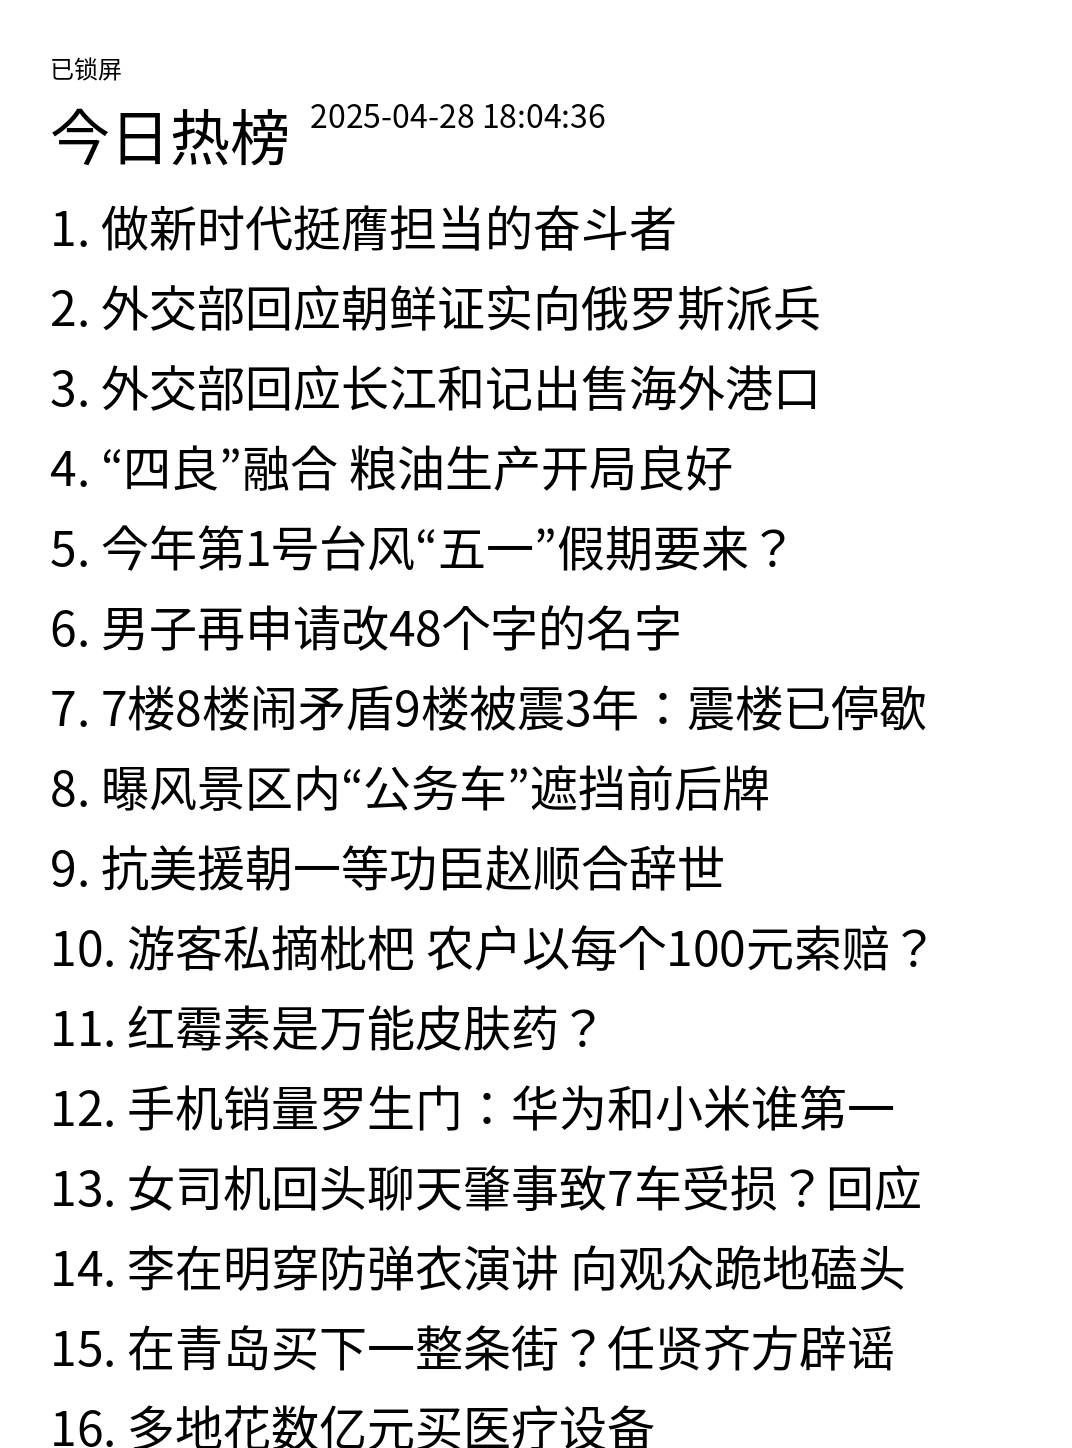 已锁屏
今日热榜 2025-04-28 18:04:36
1. 做新时代挺膺担当的奋斗者
2. 外交部回应朝鲜证实向俄罗斯派兵
3. 外交部回应长江和记出售海外港口
4. “四良”融合 粮油生产开局良好
5. 今年第1号台风“五一”假期要来？
6. 男子再申请改48个字的名字
7. 7楼8楼闹矛盾9楼被震3年：震楼已停歇
8. 曝风景区内“公务车”遮挡前后牌
9. 抗美援朝一等功臣赵顺合辞世
10. 游客私摘枇杷 农户以每个100元索赔？
11. 红霉素是万能皮肤药？
12. 手机销量罗生门：华为和小米谁第一
13. 女司机回头聊天肇事致7车受损？回应
14. 李在明穿防弹衣演讲 向观众跪地磕头
15. 在青岛买下一整条街？任贤齐方辟谣
16. 多地花数亿元买医疗设备